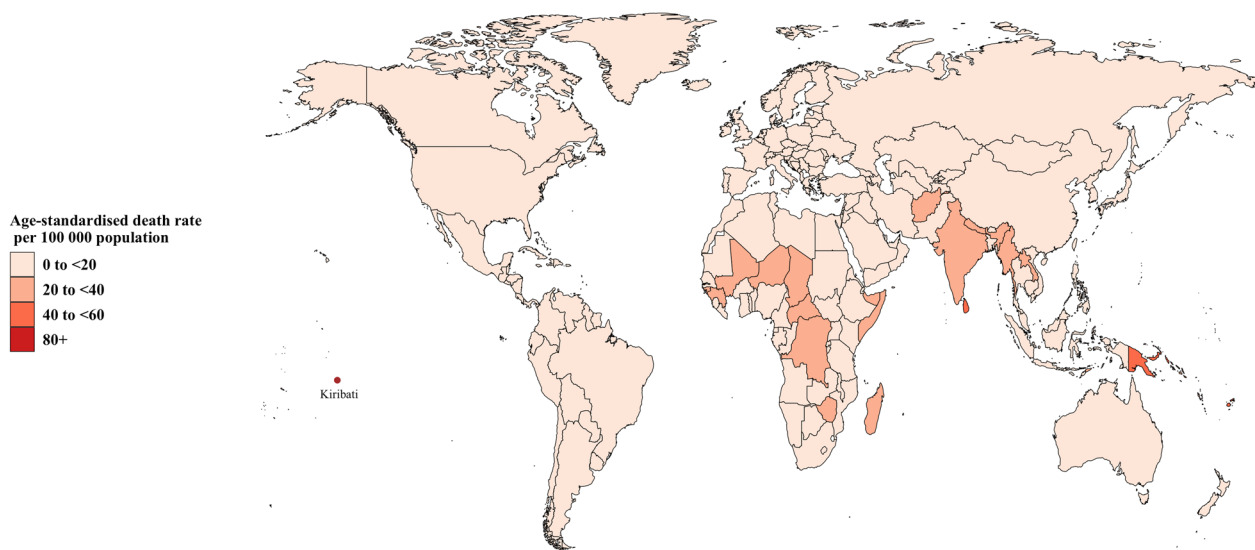 Age-standardised death rate
per 100 000 population
0 to <20
20 to <40
40 to <60
80+
Kiribati